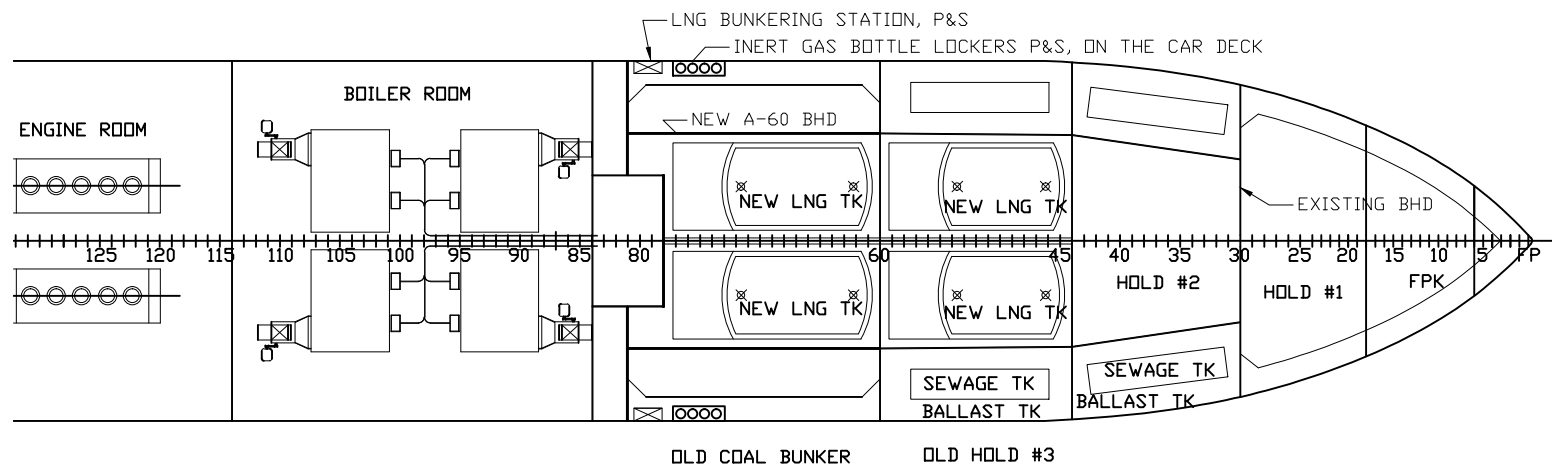 LNG BUNKERING STATION, P&S
INERT GAS BOTTLE LOCKERS P&S, ON THE CAR DECK
BOILER ROOM
ENGINE ROOM
NEW A-60 BHD
NEW LNG TK
NEW LNG TK
EXISTING BHD
125 120 115 110 105 100 95 90 85 80 60 45 40 35 30 25 20 15 10 5 FP
HOLD #2
HOLD #1
FPK
NEW LNG TK
NEW LNG TK
SEWAGE TK
SEWAGE TK
BALLAST TK
BALLAST TK
OLD COAL BUNKER
OLD HOLD #3